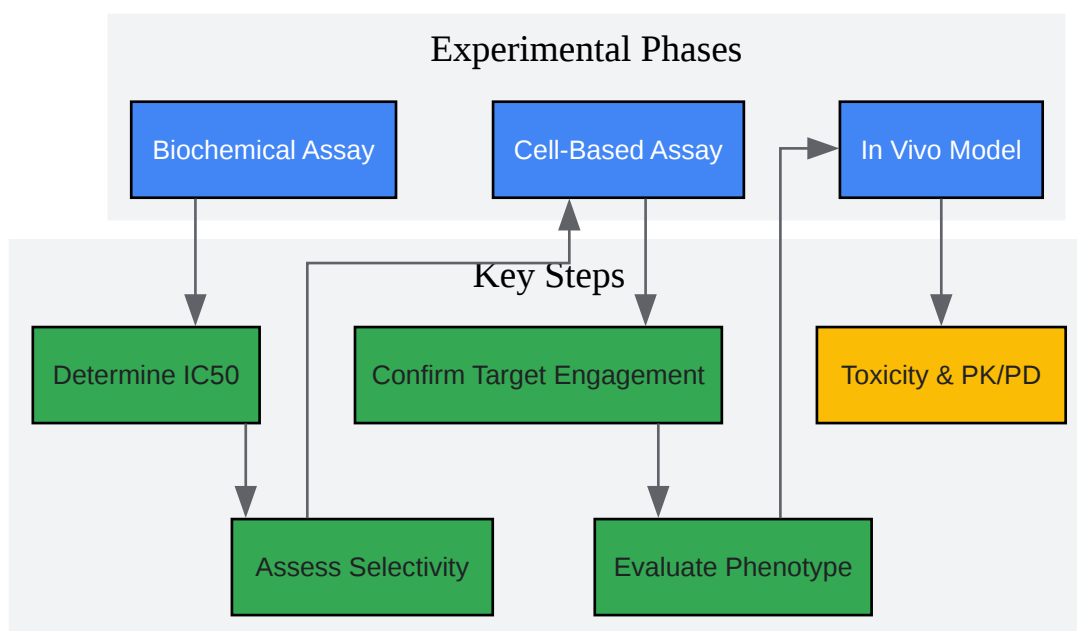 Experimental Phases
Biochemical Assay
Cell-Based Assay
In Vivo Model
Key Steps
Determine IC50
Confirm Target Engagement
Toxicity & PK/PD
Assess Selectivity
Evaluate Phenotype